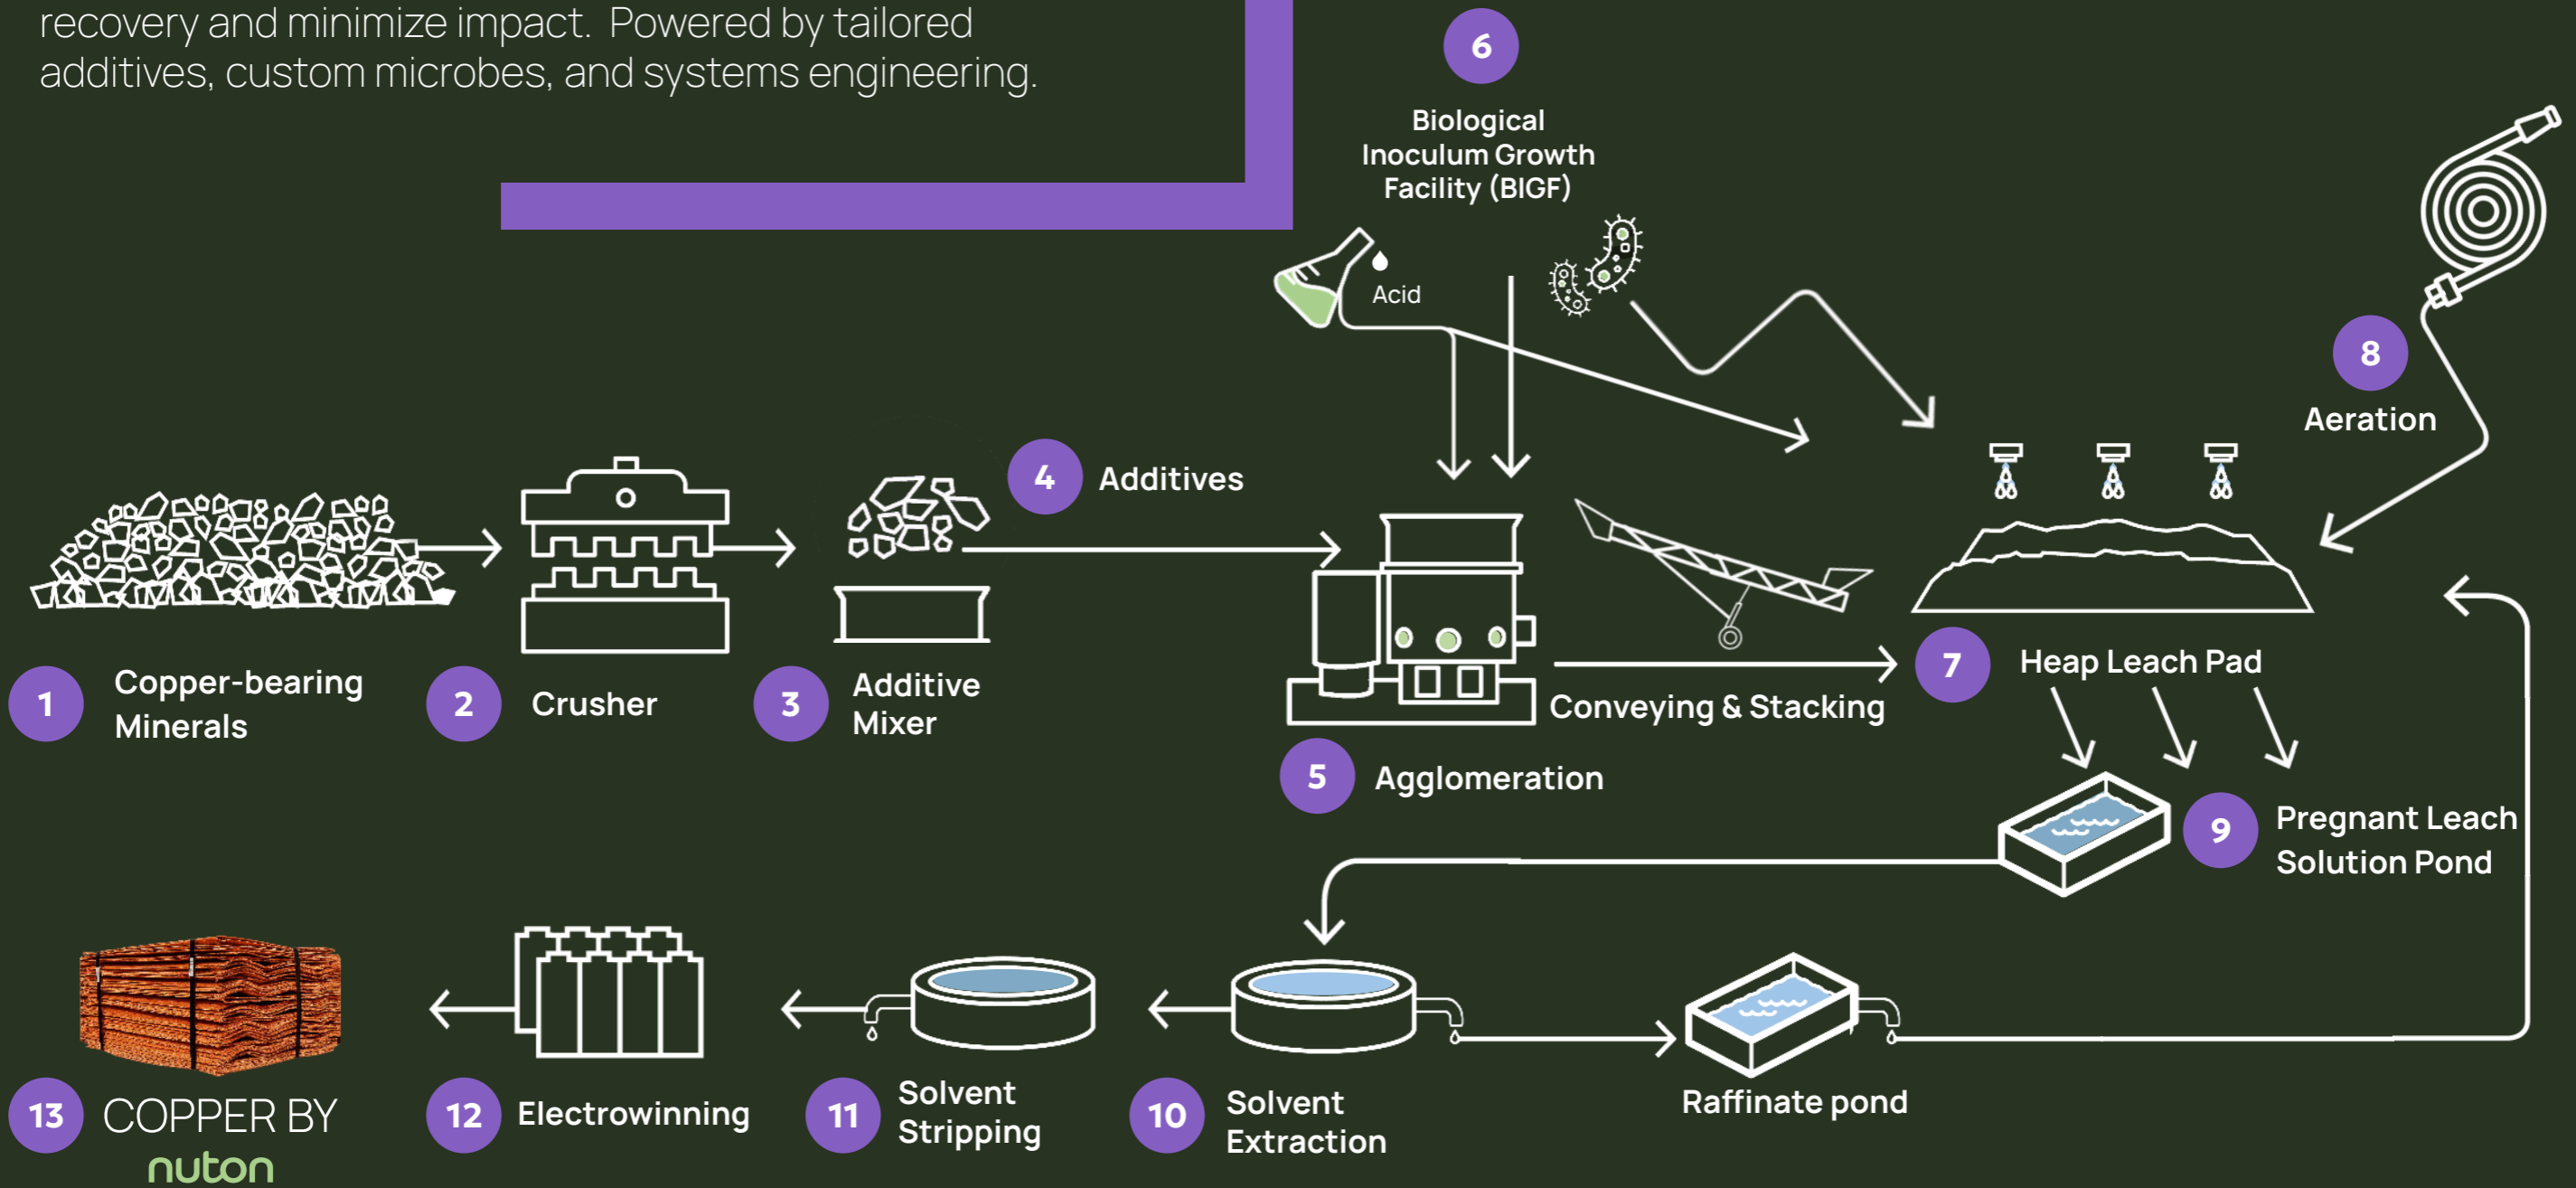 recovery and minimize impact. Powered by tailored
additives, custom microbes, and systems engineering.
6
Biological
Inoculum Growth
Facility (BIGF)
Acid
8
Aeration
4 Additives
1 Copper-bearing
Minerals
2 Crusher
3 Additive
Mixer
Conveying & Stacking
7 Heap Leach Pad
5 Agglomeration
9 Pregnant Leach
Solution Pond
13 COPPER BY
nuton
12 Electrowinning
11 Solvent
Stripping
10 Solvent
Extraction
Raffinate pond